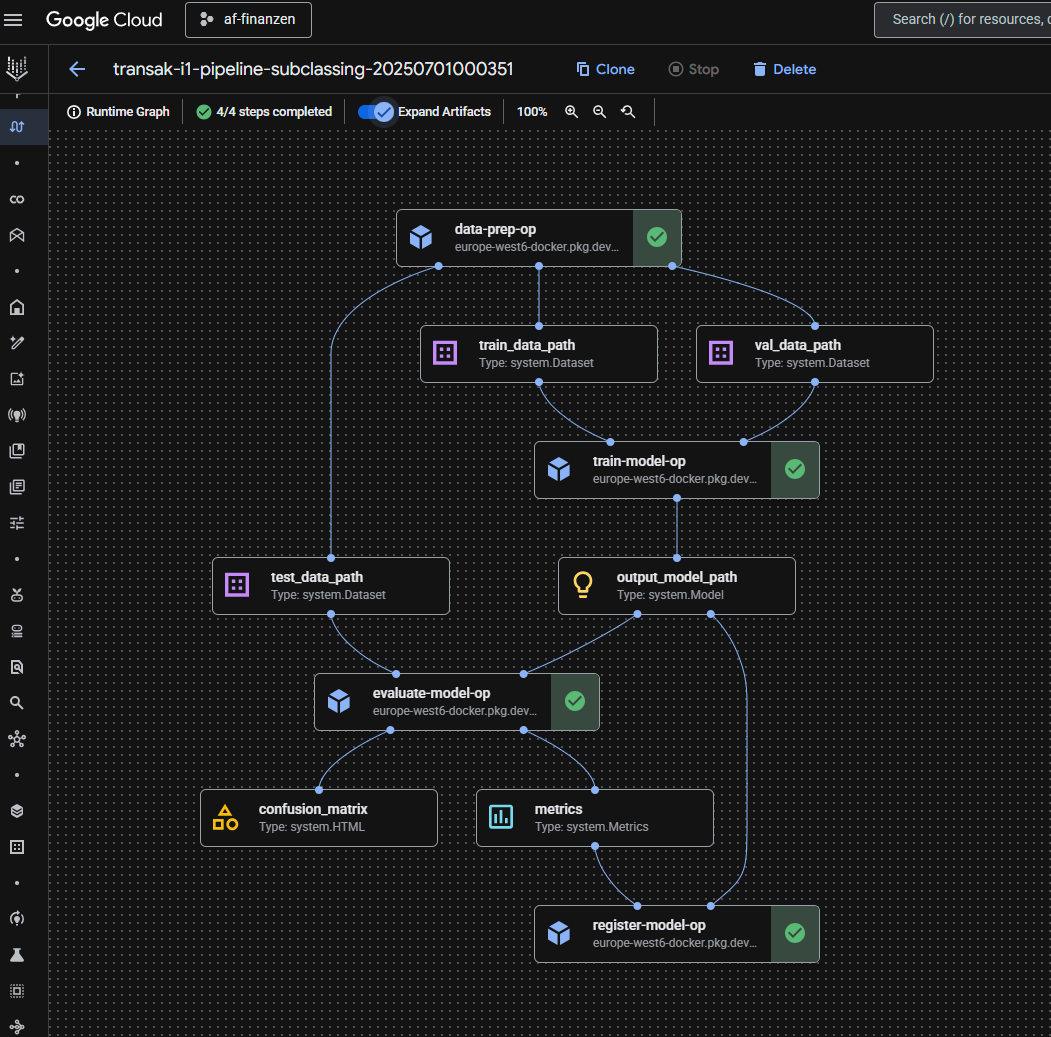 Google Cloud
af-finanzen
Search (/) for resources,
transak-i1-pipeline-subclassing-20250701000351
Clone
Stop
Delete
Runtime Graph
4/4 steps completed
Expand Artifacts
100%
data-prep-op
europe-west6-docker.pkg.dev...
train_data_path
Type: system.Dataset
val_data_path
Type: system.Dataset
train-model-op
europe-west6-docker.pkg.dev...
test_data_path
Type: system.Dataset
output_model_path
Type: system.Model
evaluate-model-op
europe-west6-docker.pkg.dev...
confusion_matrix
Type: system.HTML
metrics
Type: system.Metrics
register-model-op
europe-west6-docker.pkg.dev...